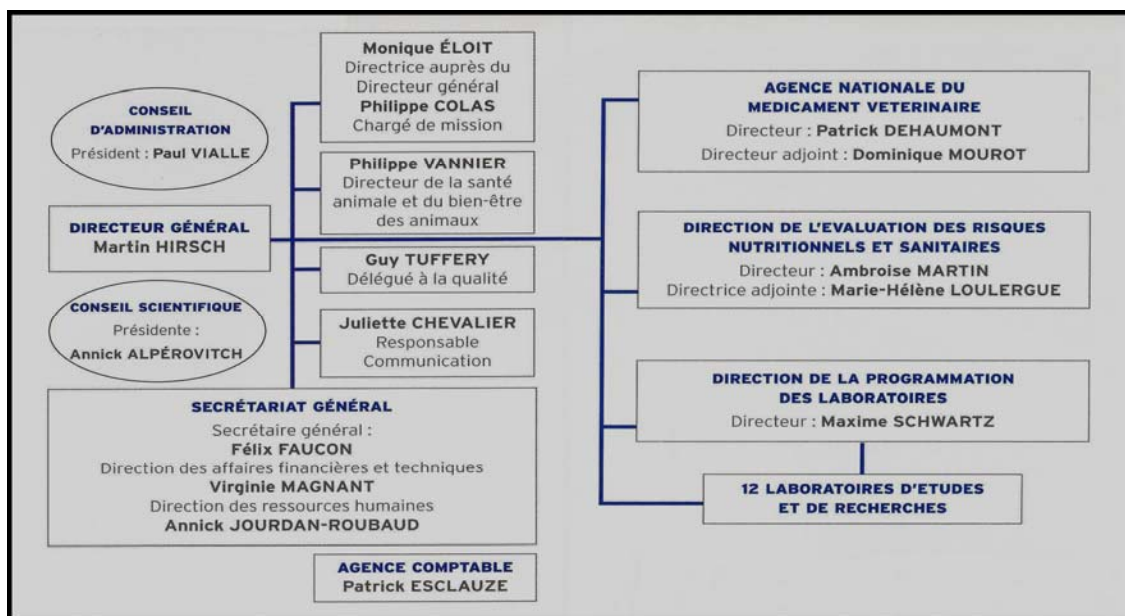 CONSEIL
D'ADMINISTRATION
Président : Paul VIALLE
DIRECTEUR GÉNÉRAL
Martin HIRSCH
CONSEIL SCIENTIFIQUE
Présidente :
Annick ALPÉROVITCH
Monique ÉLOIT
Directrice auprès du
Directeur général
Philippe COLAS
Chargé de mission
Philippe VANNIER
Directeur de la santé
animale et du bien-être
des animaux
Guy TUFFERY
Délégué à la qualité
Juliette CHEVALIER
Responsable
Communication
SECRÉTARIAT GÉNÉRAL
Secrétaire général :
Félix FAUCON
Direction des affaires financières et techniques
Virginie MAGNANT
Direction des ressources humaines
Annick JOURDAN-ROUBAUD
AGENCE COMPTABLE
Patrick ESCLAUZE
AGENCE NATIONALE DU
MEDICAMENT VETERINAIRE
Directeur : Patrick DEHAUMONT
Directeur adjoint : Dominique MOUROT
DIRECTION DE L'EVALUATION DES RISQUES
NUTRITIONNELS ET SANITAIRES
Directeur : Ambroise MARTIN
Directrice adjointe : Marie-Hélène LOULERGUE
DIRECTION DE LA PROGRAMMATION
DES LABORATOIRES
Directeur : Maxime SCHWARTZ
12 LABORATOIRES D'ETUDES
ET DE RECHERCHES